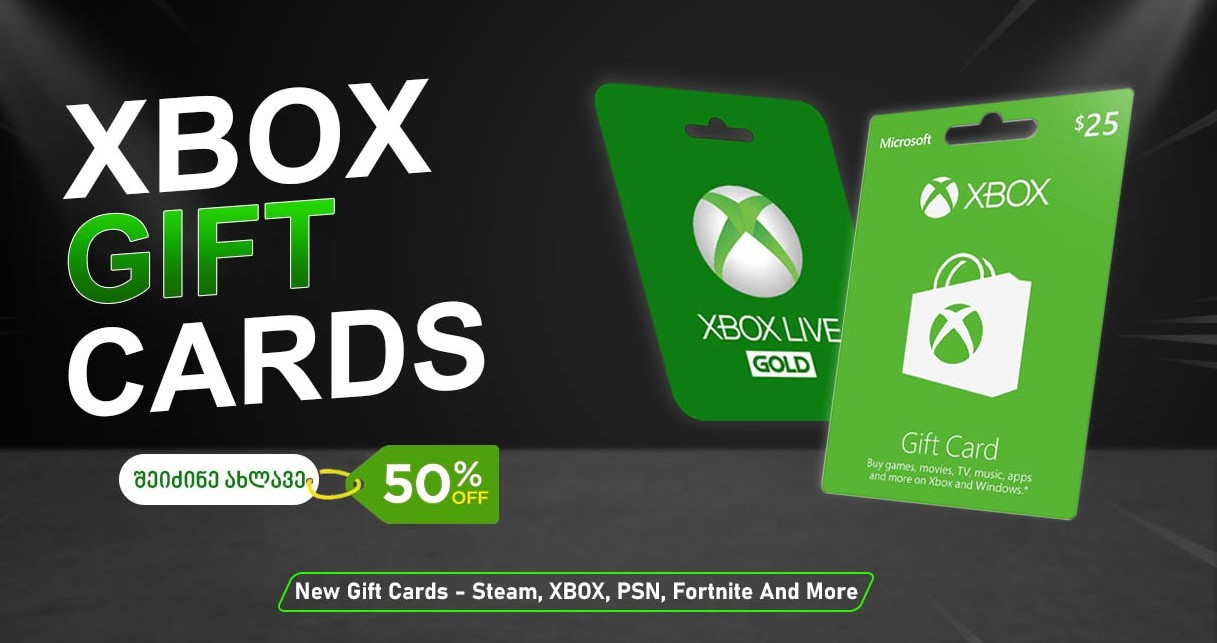 XBOX
GIFT
CARDS
შეიძინე ახლავე
50% OFF
XBOX LIVE
GOLD
Microsoft
$25
XBOX
Gift Card
Buy games, movies, TV, music, apps
and more on Xbox and Windows.*
New Gift Cards - Steam, XBOX, PSN, Fortnite And More